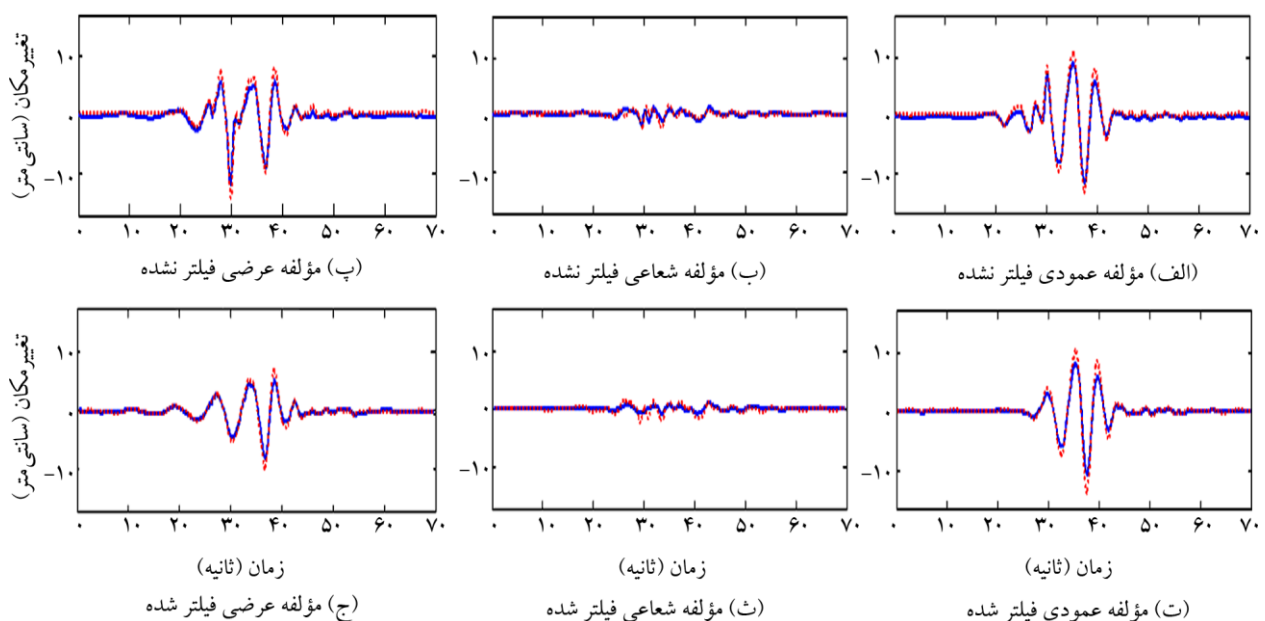 تغییر مکان (سانتی متر)
۱۰
۰
-۱۰
۰ ۱۰ ۲۰ ۳۰ ۴۰ ۵۰ ۶۰ ۷۰
(الف) مؤلفه عمودی فیلتر نشده
۱۰
۰
-۱۰
۰ ۱۰ ۲۰ ۳۰ ۴۰ ۵۰ ۶۰ ۷۰
(ب) مؤلفه شعاعی فیلتر نشده
۱۰
۰
-۱۰
۰ ۱۰ ۲۰ ۳۰ ۴۰ ۵۰ ۶۰ ۷۰
(پ) مؤلفه عرضی فیلتر نشده
تغییر مکان (سانتی متر)
۱۰
۰
-۱۰
۰ ۱۰ ۲۰ ۳۰ ۴۰ ۵۰ ۶۰ ۷۰
زمان (ثانیه)
(ت) مؤلفه عمودی فیلتر شده
۱۰
۰
-۱۰
۰ ۱۰ ۲۰ ۳۰ ۴۰ ۵۰ ۶۰ ۷۰
زمان (ثانیه)
(ث) مؤلفه شعاعی فیلتر شده
۱۰
۰
-۱۰
۰ ۱۰ ۲۰ ۳۰ ۴۰ ۵۰ ۶۰ ۷۰
زمان (ثانیه)
(ج) مؤلفه عرضی فیلتر شده